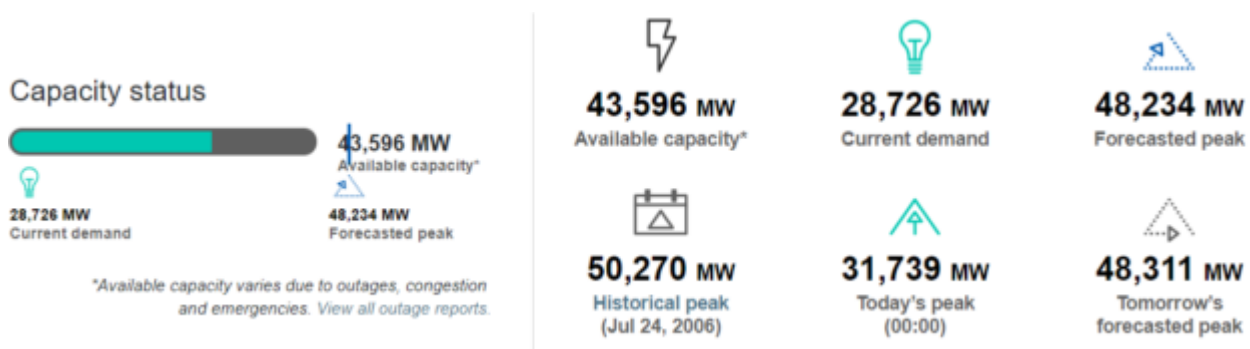 Capacity status
43,596 MW
Available capacity*
28,726 MW
Current demand
48,234 MW
Forecasted peak
*Available capacity varies due to outages, congestion
and emergencies. View all outage reports.
43,596 MW
Available capacity*
28,726 MW
Current demand
48,234 MW
Forecasted peak
50,270 MW
Historical peak
(Jul 24, 2006)
31,739 MW
Today's peak
(00:00)
48,311 MW
Tomorrow's
forecasted peak